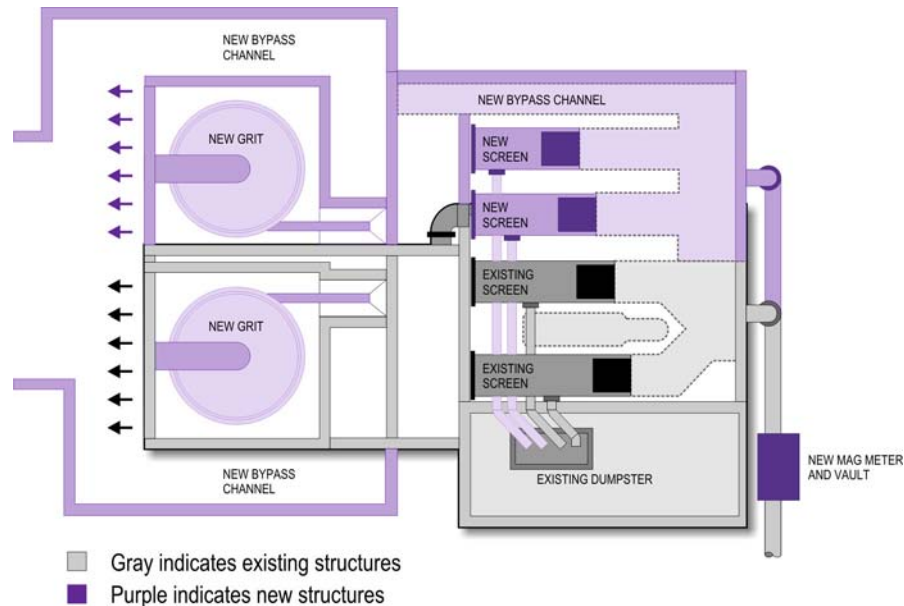 NEW BYPASS
CHANNEL
NEW BYPASS CHANNEL
NEW GRIT
NEW
SCREEN
NEW
SCREEN
EXISTING
SCREEN
NEW GRIT
EXISTING
SCREEN
NEW BYPASS
CHANNEL
EXISTING DUMPSTER
NEW MAG METER
AND VAULT
Gray indicates existing structures
Purple indicates new structures